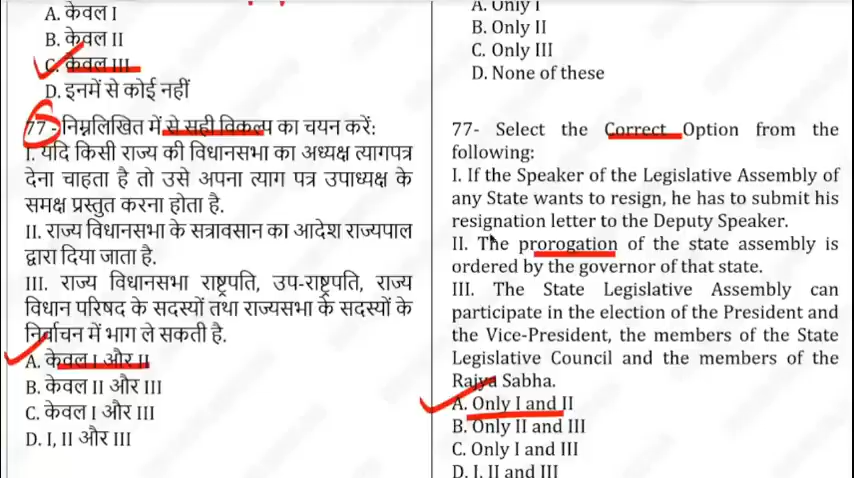 A. केवल I
B. केवल II
C. केवल III
D. इनमें से कोई नहीं
77 - निम्नलिखित में से सही विकल्प का चयन करें:
I. यदि किसी राज्य की विधानसभा का अध्यक्ष त्यागपत्र
देना चाहता है तो उसे अपना त्याग पत्र उपाध्यक्ष के
समक्ष प्रस्तुत करना होता है.
II. राज्य विधानसभा के सत्रावसान का आदेश राज्यपाल
द्वारा दिया जाता है.
III. राज्य विधानसभा राष्ट्रपति, उप-राष्ट्रपति, राज्य
विधान परिषद के सदस्यों तथा राज्यसभा के सदस्यों के
निर्वाचन में भाग ले सकती है.
A. केवल I और II
B. केवल II और III
C. केवल I और III
D. I, II और III
A. Only I
B. Only II
C. Only III
D. None of these
77- Select the Correct Option from the
following:
I. If the Speaker of the Legislative Assembly of
any State wants to resign, he has to submit his
resignation letter to the Deputy Speaker.
II. The prorogation of the state assembly is
ordered by the governor of that state.
III. The State Legislative Assembly can
participate in the election of the President and
the Vice-President, the members of the State
Legislative Council and the members of the
Rajya Sabha.
A. Only I and II
B. Only II and III
C. Only I and III
D. I, II and III